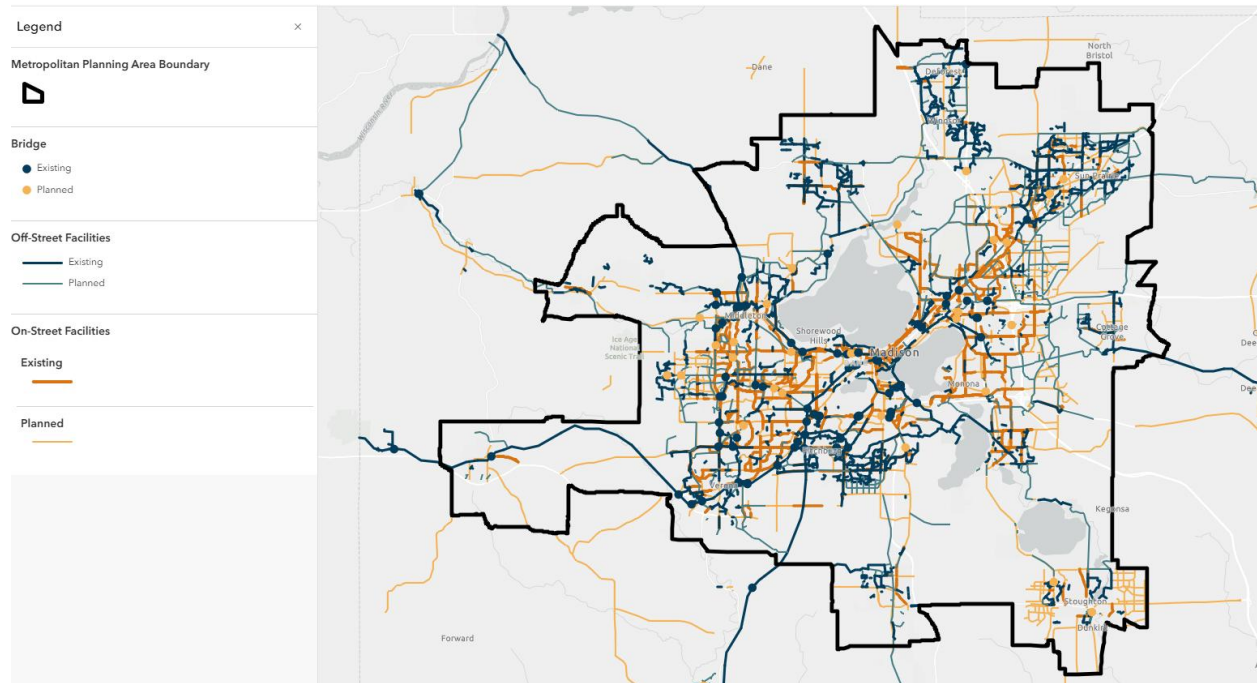 Legend
×
Metropolitan Planning Area Boundary
Bridge
Existing
Planned
Off-Street Facilities
Existing
Planned
On-Street Facilities
Existing
Planned
North
Bristol
Dane
DeForest
Windsor
Sun Prairie
Middleton
Shorewood
Hills
Madison
Cottage
Grove
Ice Age
National
Scenic Trail
Monona
Fitchburg
Verona
Kegonsa
Stoughton
Dunkirk
Forward